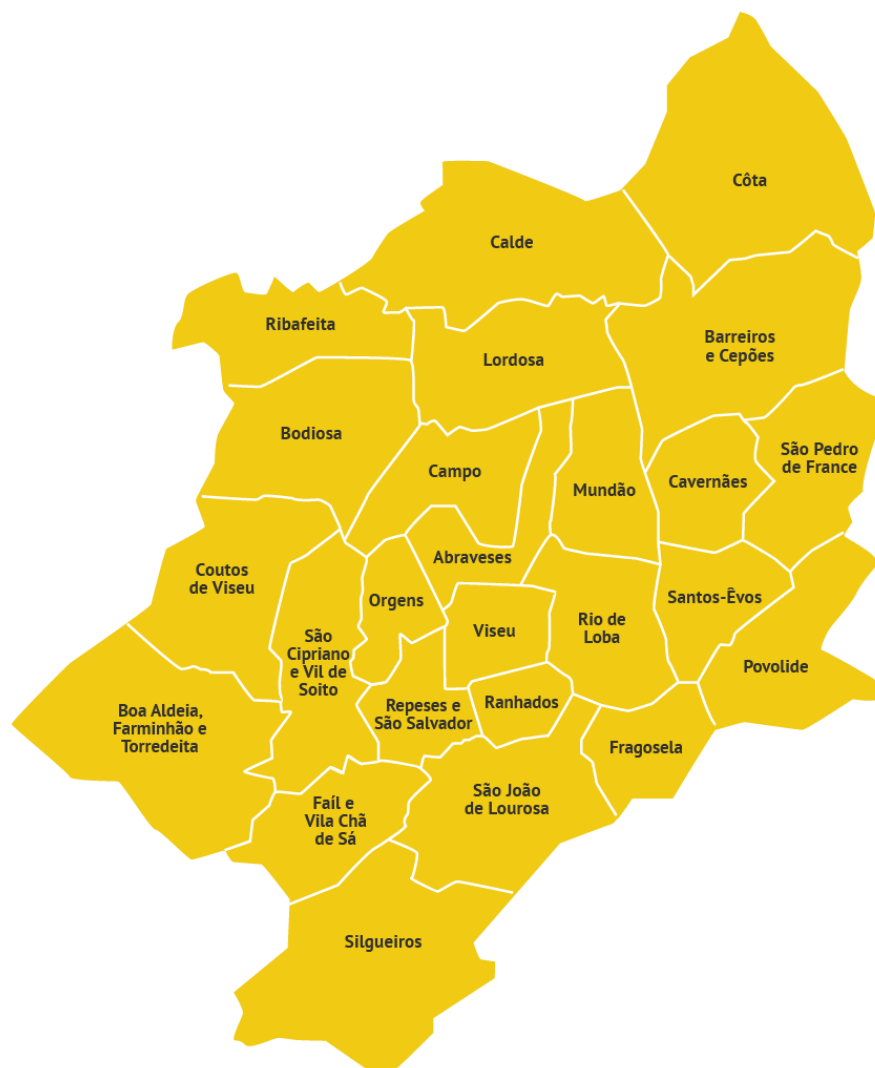 Côta
Calde
Ribafeita
Barreiros
e Cepões
Lordosa
Bodiosa
São Pedro
de France
Campo
Cavernães
Mundão
Abraveses
Coutos
de Viseu
Orgens
Santos-Êvos
Rio de
Loba
Viseu
São
Cipriano
e Vil de
Soito
Povolide
Boa Aldeia,
Farminhão e
Torredeita
Repeses e
São Salvador
Ranhados
Fragosela
São João
de Lourosa
Faíl e
Vila Chã
de Sá
Silgueiros